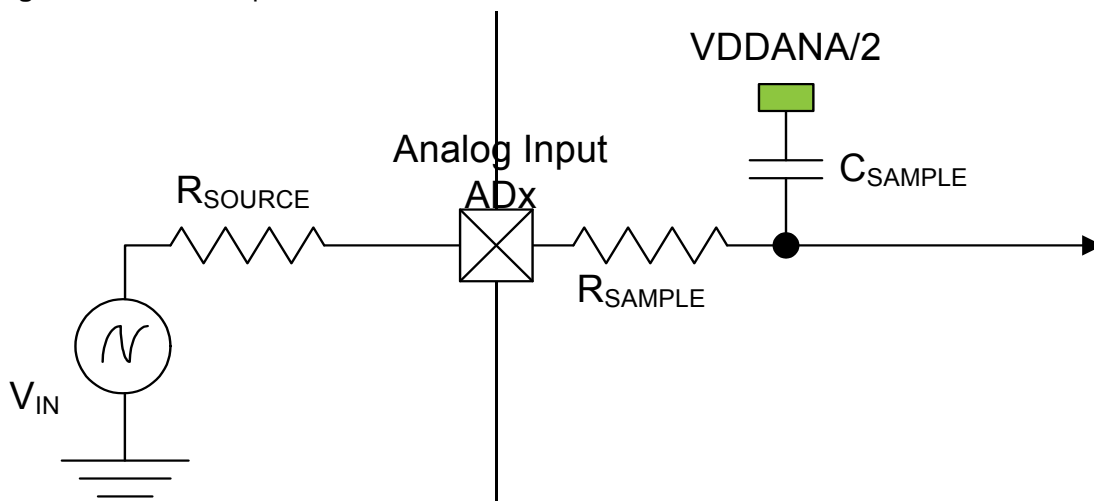 VDDANA/2
Analog Input
ADx
CSAMPLE
RSOURCE
RSAMPLE
VIN